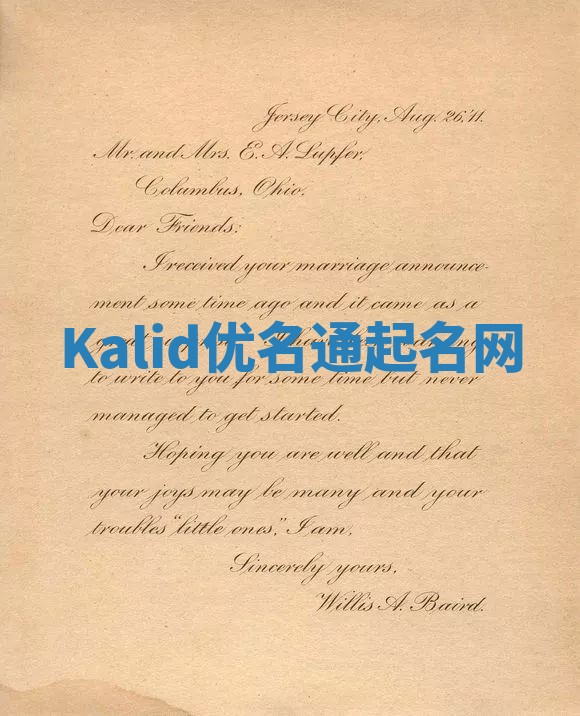 Jersey City, Aug. 26, '11.
Mr. and Mrs. E. A. Lupfer,
Columbus, Ohio.
Dear Friends:
I received your marriage announce-
ment some time ago and it came as a
Kalid优名通起名网
to write to you for some time but never
managed to get started.
Hoping you are well and that
your joys may be many and your
troubles "little ones," I am,
Sincerely yours,
Willis A. Baird.